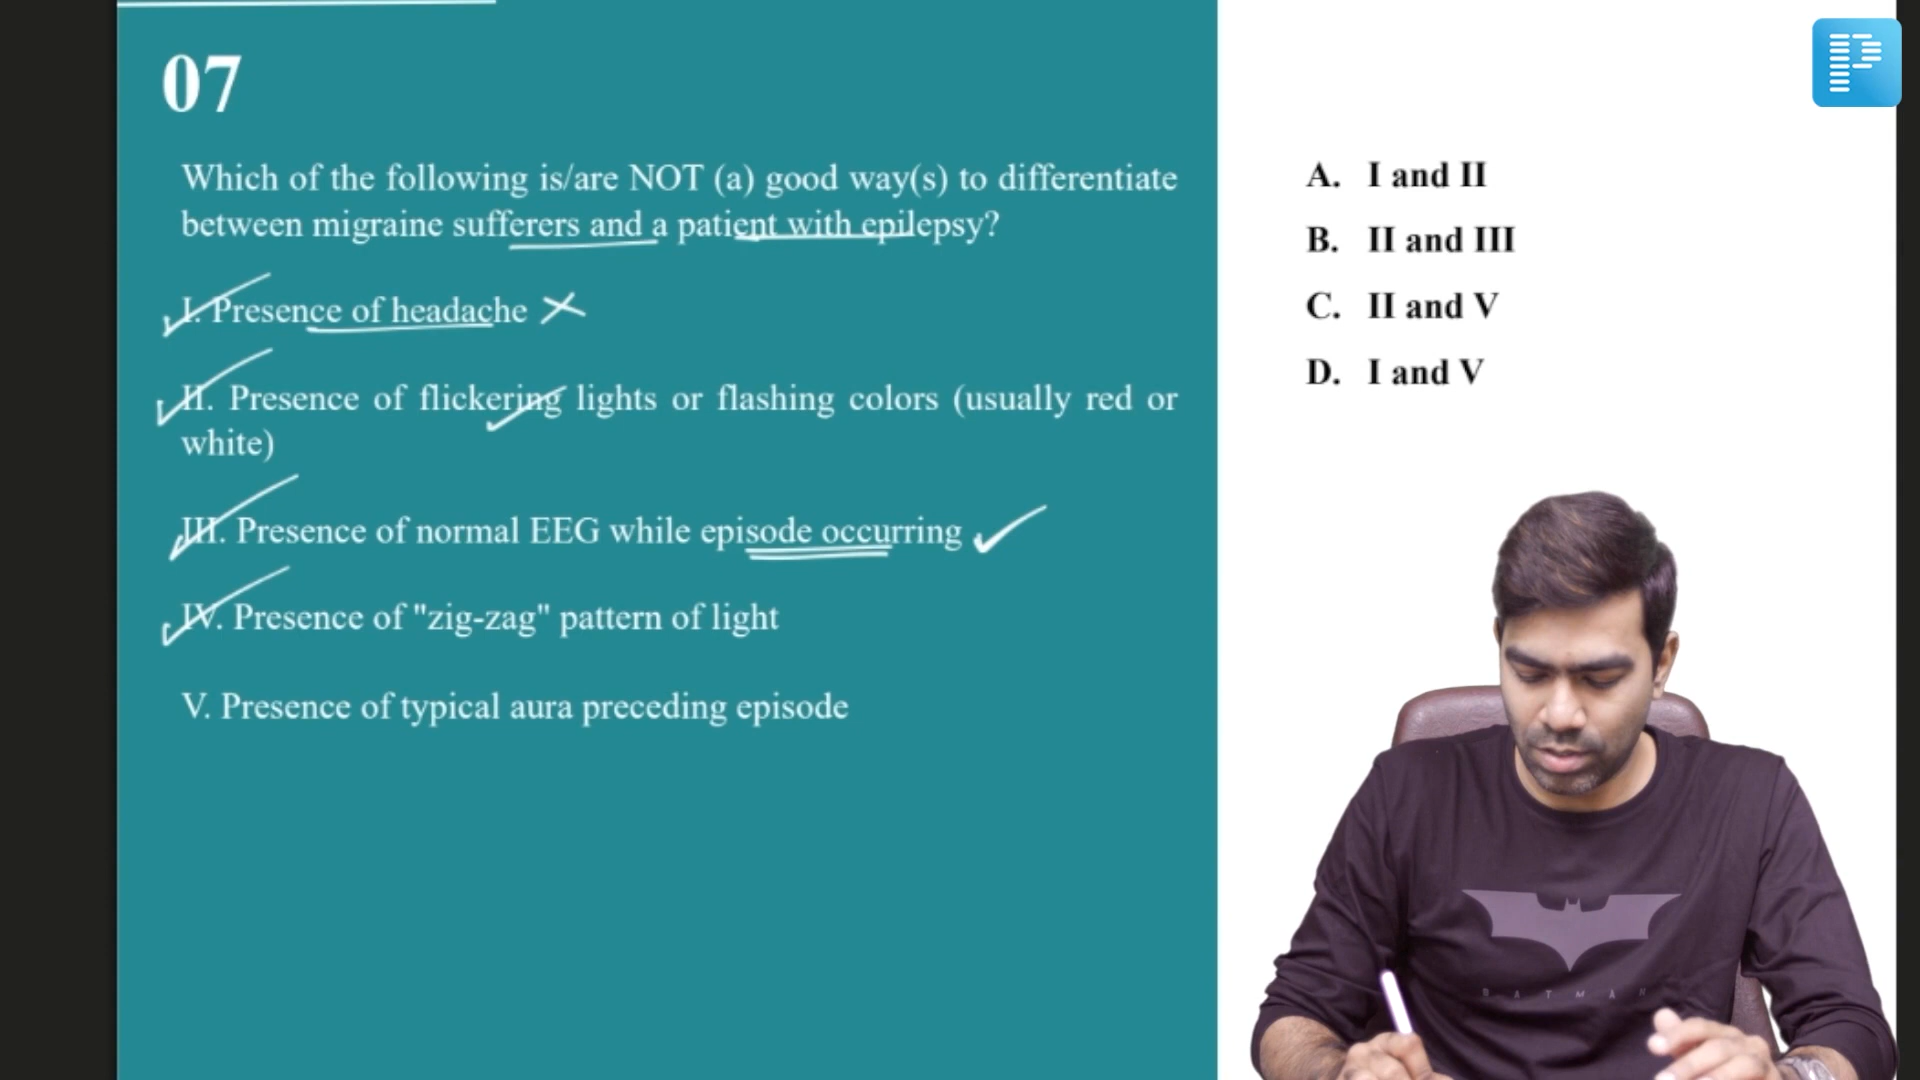 07
Which of the following is/are NOT (a) good way(s) to differentiate
between migraine sufferers and a patient with epilepsy?
I. Presence of headache
II. Presence of flickering lights or flashing colors (usually red or
white)
III. Presence of normal EEG while episode occurring
IV. Presence of "zig-zag" pattern of light
V. Presence of typical aura preceding episode
A. I and II
B. II and III
C. II and V
D. I and V
BATMAN